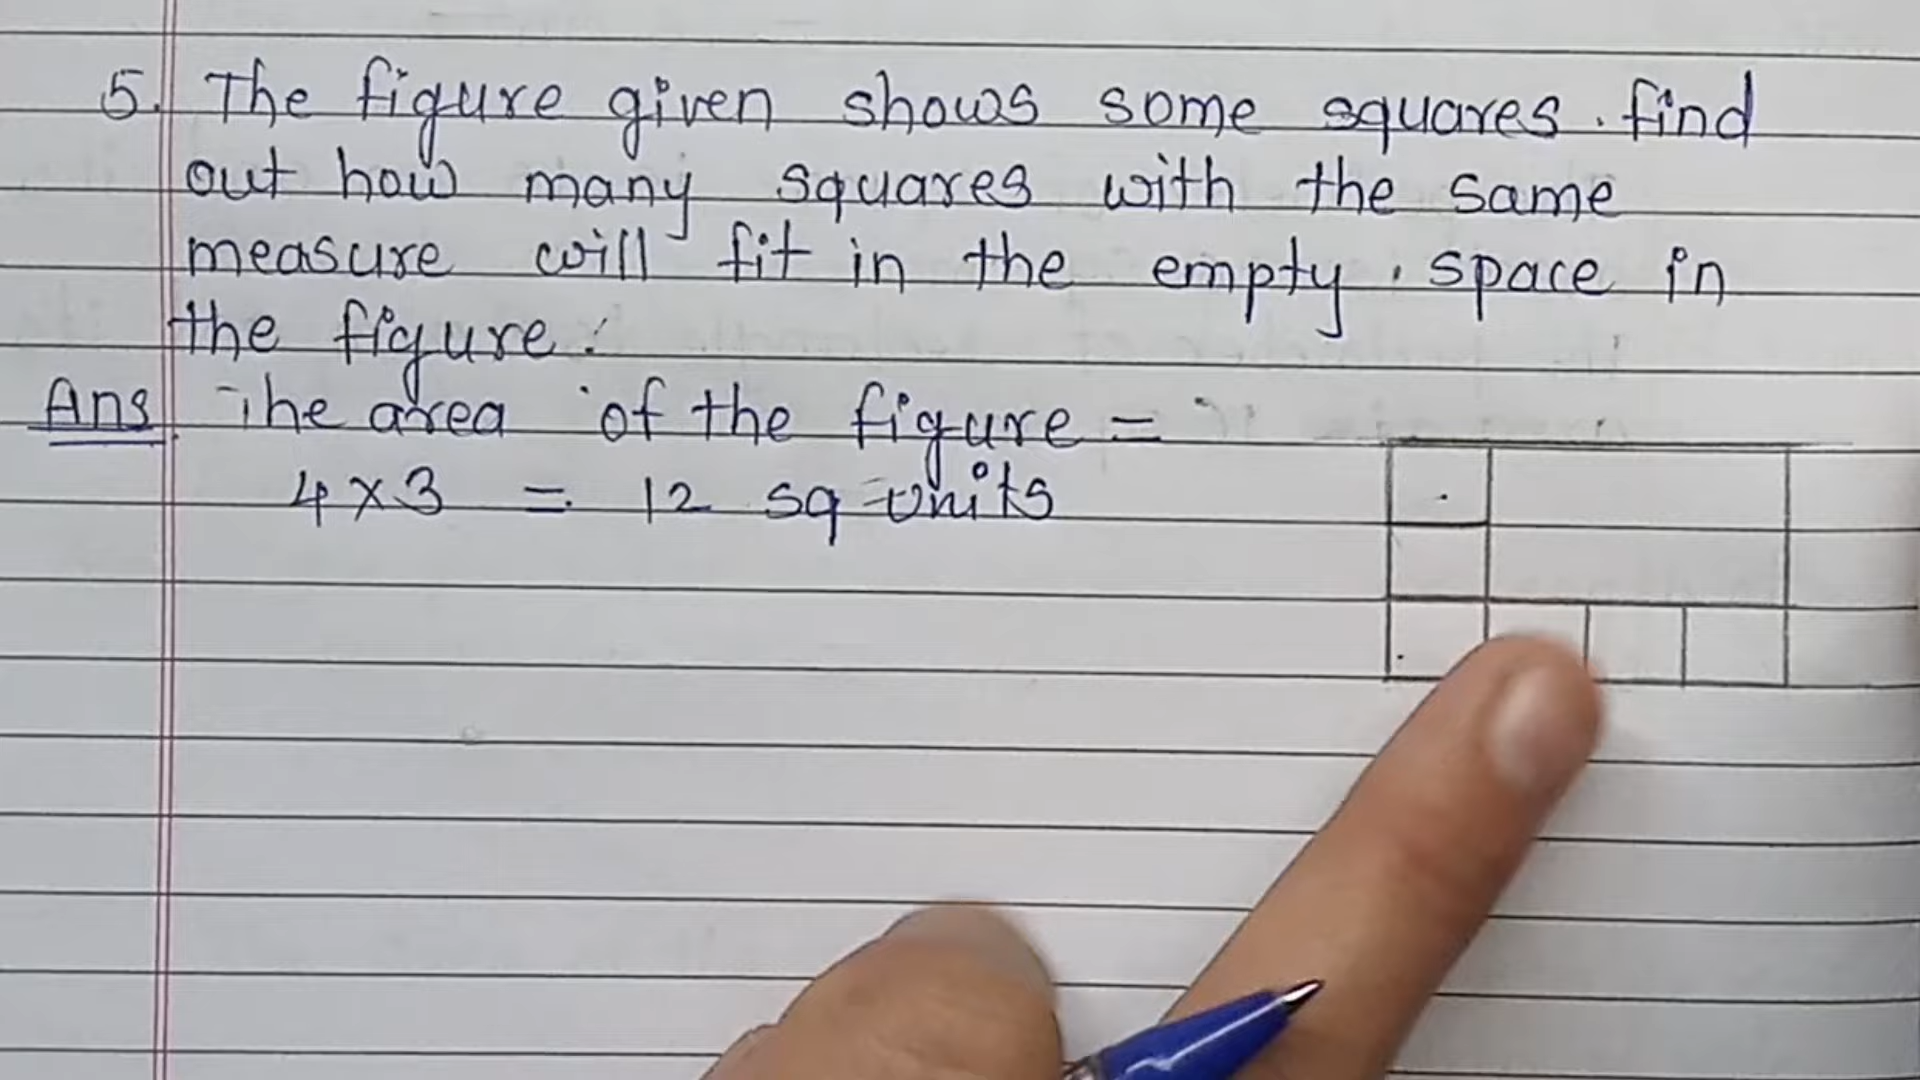 5. The figure given shows some squares. find
out how many squares with the same
measure will fit in the empty space in
the figure.
Ans The area of the figure =
4 × 3 = 12 sq units